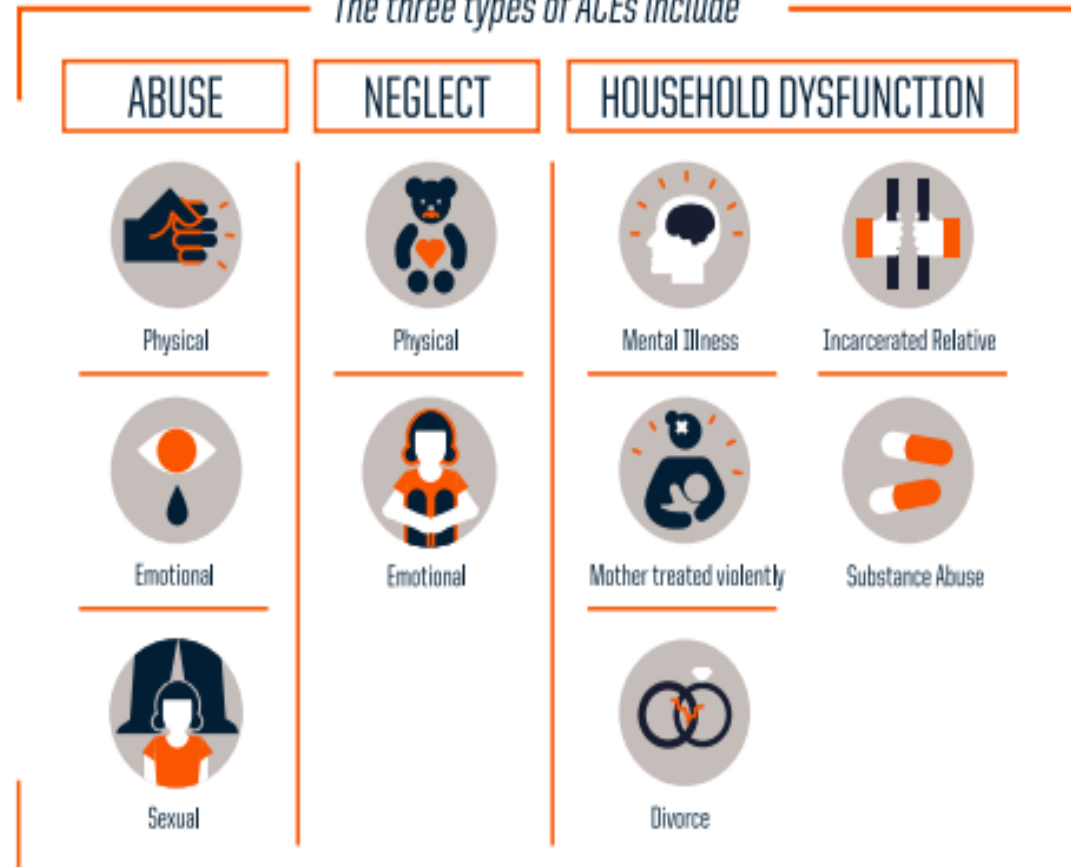 The three types of ACEs include
ABUSE NEGLECT HOUSEHOLD DYSFUNCTION
Physical Physical Mental Illness Incarcerated Relative
Emotional Emotional Mother treated violently Substance Abuse
Sexual Divorce